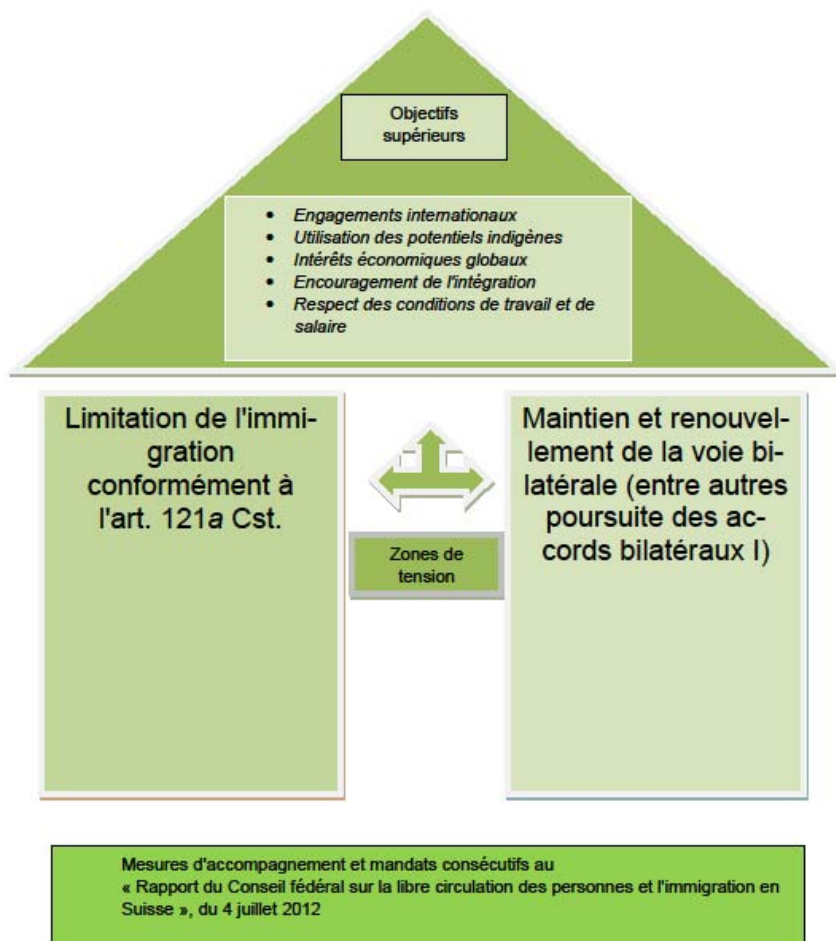 Objectifs
supérieurs
• Engagements internationaux
• Utilisation des potentiels indigènes
• Intérêts économiques globaux
• Encouragement de l'intégration
• Respect des conditions de travail et de
salaire
Limitation de l'immi-
gration
conformément à
l'art. 121a Cst.
Zones de
tension
Maintien et renouvel-
lement de la voie bi-
latérale (entre autres
poursuite des ac-
cords bilatéraux I)
Mesures d'accompagnement et mandats consécutifs au
« Rapport du Conseil fédéral sur la libre circulation des personnes et l'immigration en
Suisse », du 4 juillet 2012